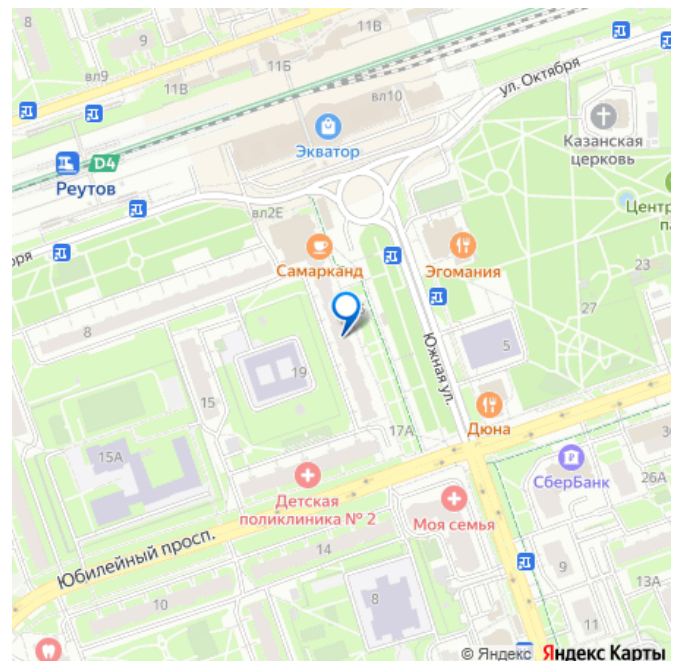 8
9
11В
вл9
11Б
11В
вл10
ул. Октября
Экватор
Казанская
церковь
D4
Реутов
вл2Е
Центр
па
оря
Самарканд
Эгомания
23
27
8
Южная ул.
5
19
15
Дюна
17А
15А
СберБанк
26А
Детская
поликлиника № 2
Моя семья
Юбилейный просп.
14
9
13А
10
8
11
© Яндекс Яндекс Карты